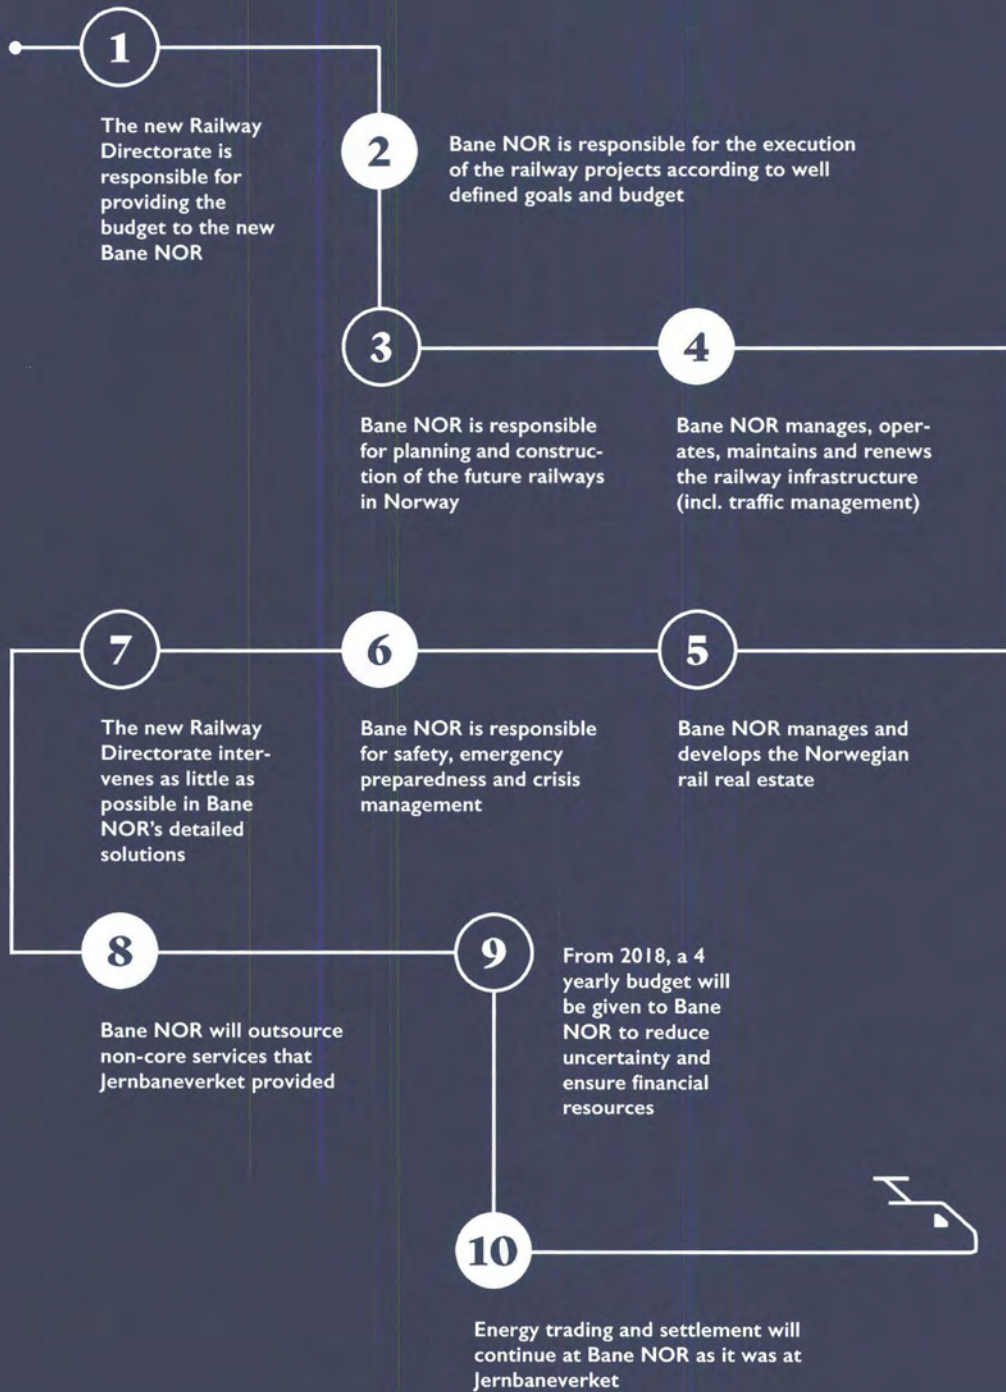 1
The new Railway
Directorate is
responsible for
providing the
budget to the new
Bane NOR
2
Bane NOR is responsible for the execution
of the railway projects according to well
defined goals and budget
3
Bane NOR is responsible
for planning and construc-
tion of the future railways
in Norway
4
Bane NOR manages, oper-
ates, maintains and renews
the railway infrastructure
(incl. traffic management)
5
Bane NOR manages and
develops the Norwegian
rail real estate
6
Bane NOR is responsible
for safety, emergency
preparedness and crisis
management
7
The new Railway
Directorate inter-
venes as little as
possible in Bane
NOR's detailed
solutions
8
Bane NOR will outsource
non-core services that
Jernbaneverket provided
9
From 2018, a 4
yearly budget will
be given to Bane
NOR to reduce
uncertainty and
ensure financial
resources
10
Energy trading and settlement will
continue at Bane NOR as it was at
Jernbaneverket